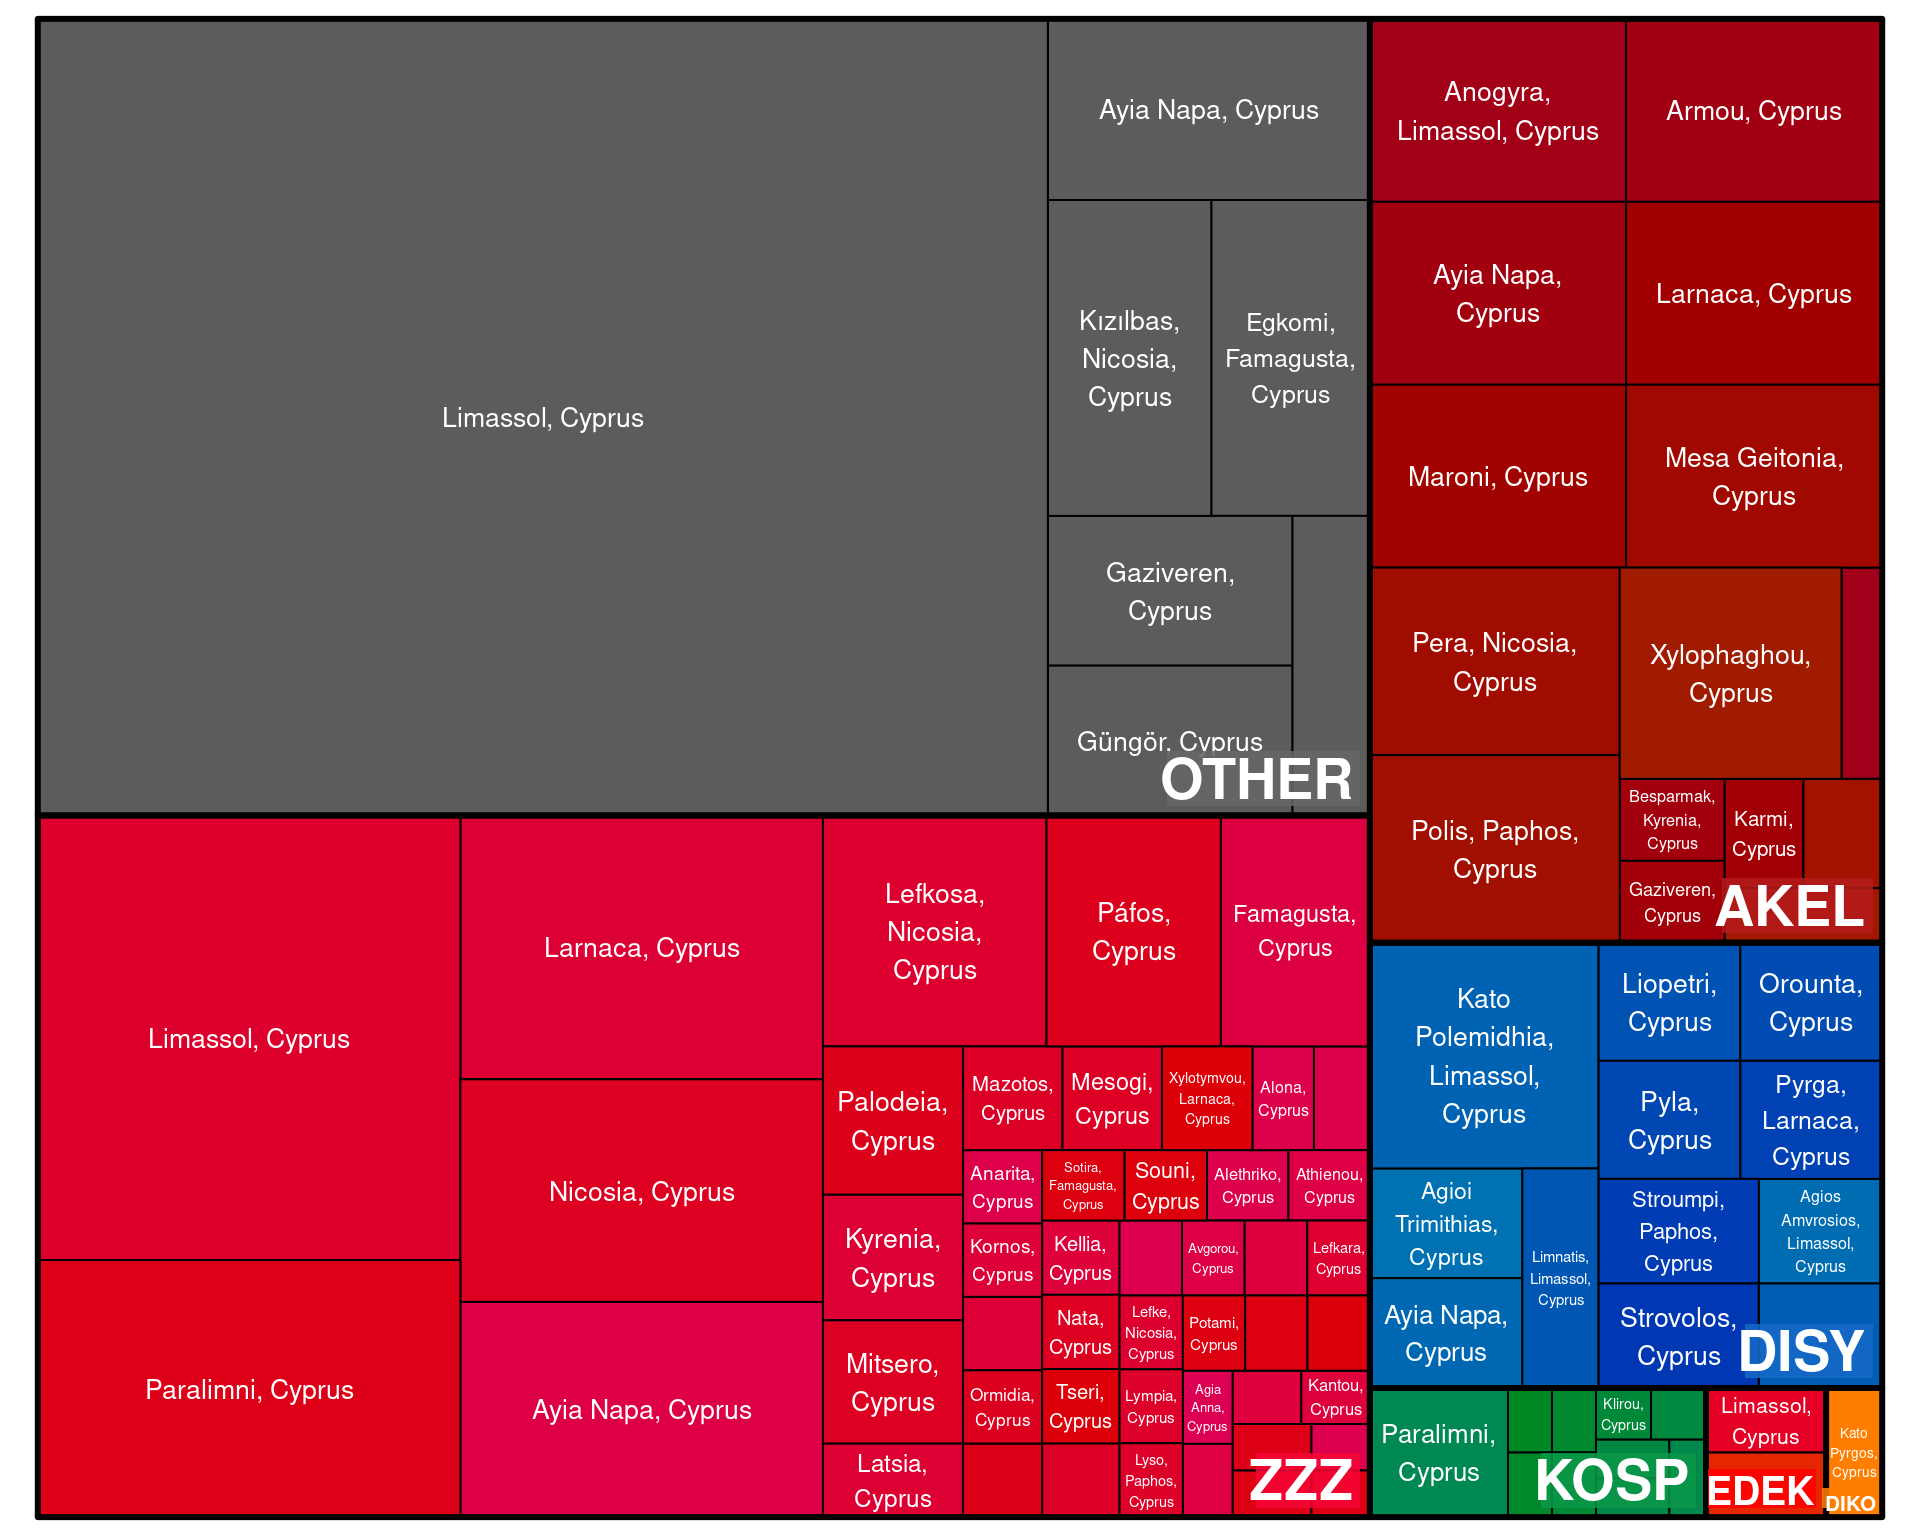 Limassol, Cyprus
Ayia Napa, Cyprus
Kızılbas,
Nicosia,
Cyprus
Egkomi,
Famagusta,
Cyprus
Gaziveren,
Cyprus
Güngör, Cyprus
OTHER
Anogyra,
Limassol, Cyprus
Armou, Cyprus
Ayia Napa,
Cyprus
Larnaca, Cyprus
Maroni, Cyprus
Mesa Geitonia,
Cyprus
Pera, Nicosia,
Cyprus
Xylophaghou,
Cyprus
Polis, Paphos,
Cyprus
Besparmak,
Kyrenia,
Cyprus
Karmi,
Cyprus
Gaziveren,
Cyprus
AKEL
Limassol, Cyprus
Paralimni, Cyprus
Larnaca, Cyprus
Nicosia, Cyprus
Ayia Napa, Cyprus
Lefkosa,
Nicosia,
Cyprus
Páfos,
Cyprus
Famagusta,
Cyprus
Palodeia,
Cyprus
Kyrenia,
Cyprus
Mitsero,
Cyprus
Latsia,
Cyprus
Mazotos,
Cyprus
Mesogi,
Cyprus
Xylotymvou,
Larnaca,
Cyprus
Alona,
Cyprus
Anarita,
Cyprus
Sotira,
Famagusta,
Cyprus
Souni,
Cyprus
Alethriko,
Cyprus
Athienou,
Cyprus
Kornos,
Cyprus
Kellia,
Cyprus
Avgorou,
Cyprus
Lefkara,
Cyprus
Nata,
Cyprus
Lefke,
Nicosia,
Cyprus
Potami,
Cyprus
Ormidia,
Cyprus
Tseri,
Cyprus
Lympia,
Cyprus
Agia
Anna,
Cyprus
Kantou,
Cyprus
Lyso,
Paphos,
Cyprus
ZZZ
Kato
Polemidhia,
Limassol,
Cyprus
Liopetri,
Cyprus
Orounta,
Cyprus
Pyla,
Cyprus
Pyrga,
Larnaca,
Cyprus
Agioi
Trimithias,
Cyprus
Limnatis,
Limassol,
Cyprus
Ayia Napa,
Cyprus
Stroumpi,
Paphos,
Cyprus
Agios
Amvrosios,
Limassol,
Cyprus
Strovolos,
Cyprus
DISY
Paralimni,
Cyprus
Klirou,
Cyprus
KOSP
Limassol,
Cyprus
EDEK
Kato
Pyrgos,
Cyprus
DIKO